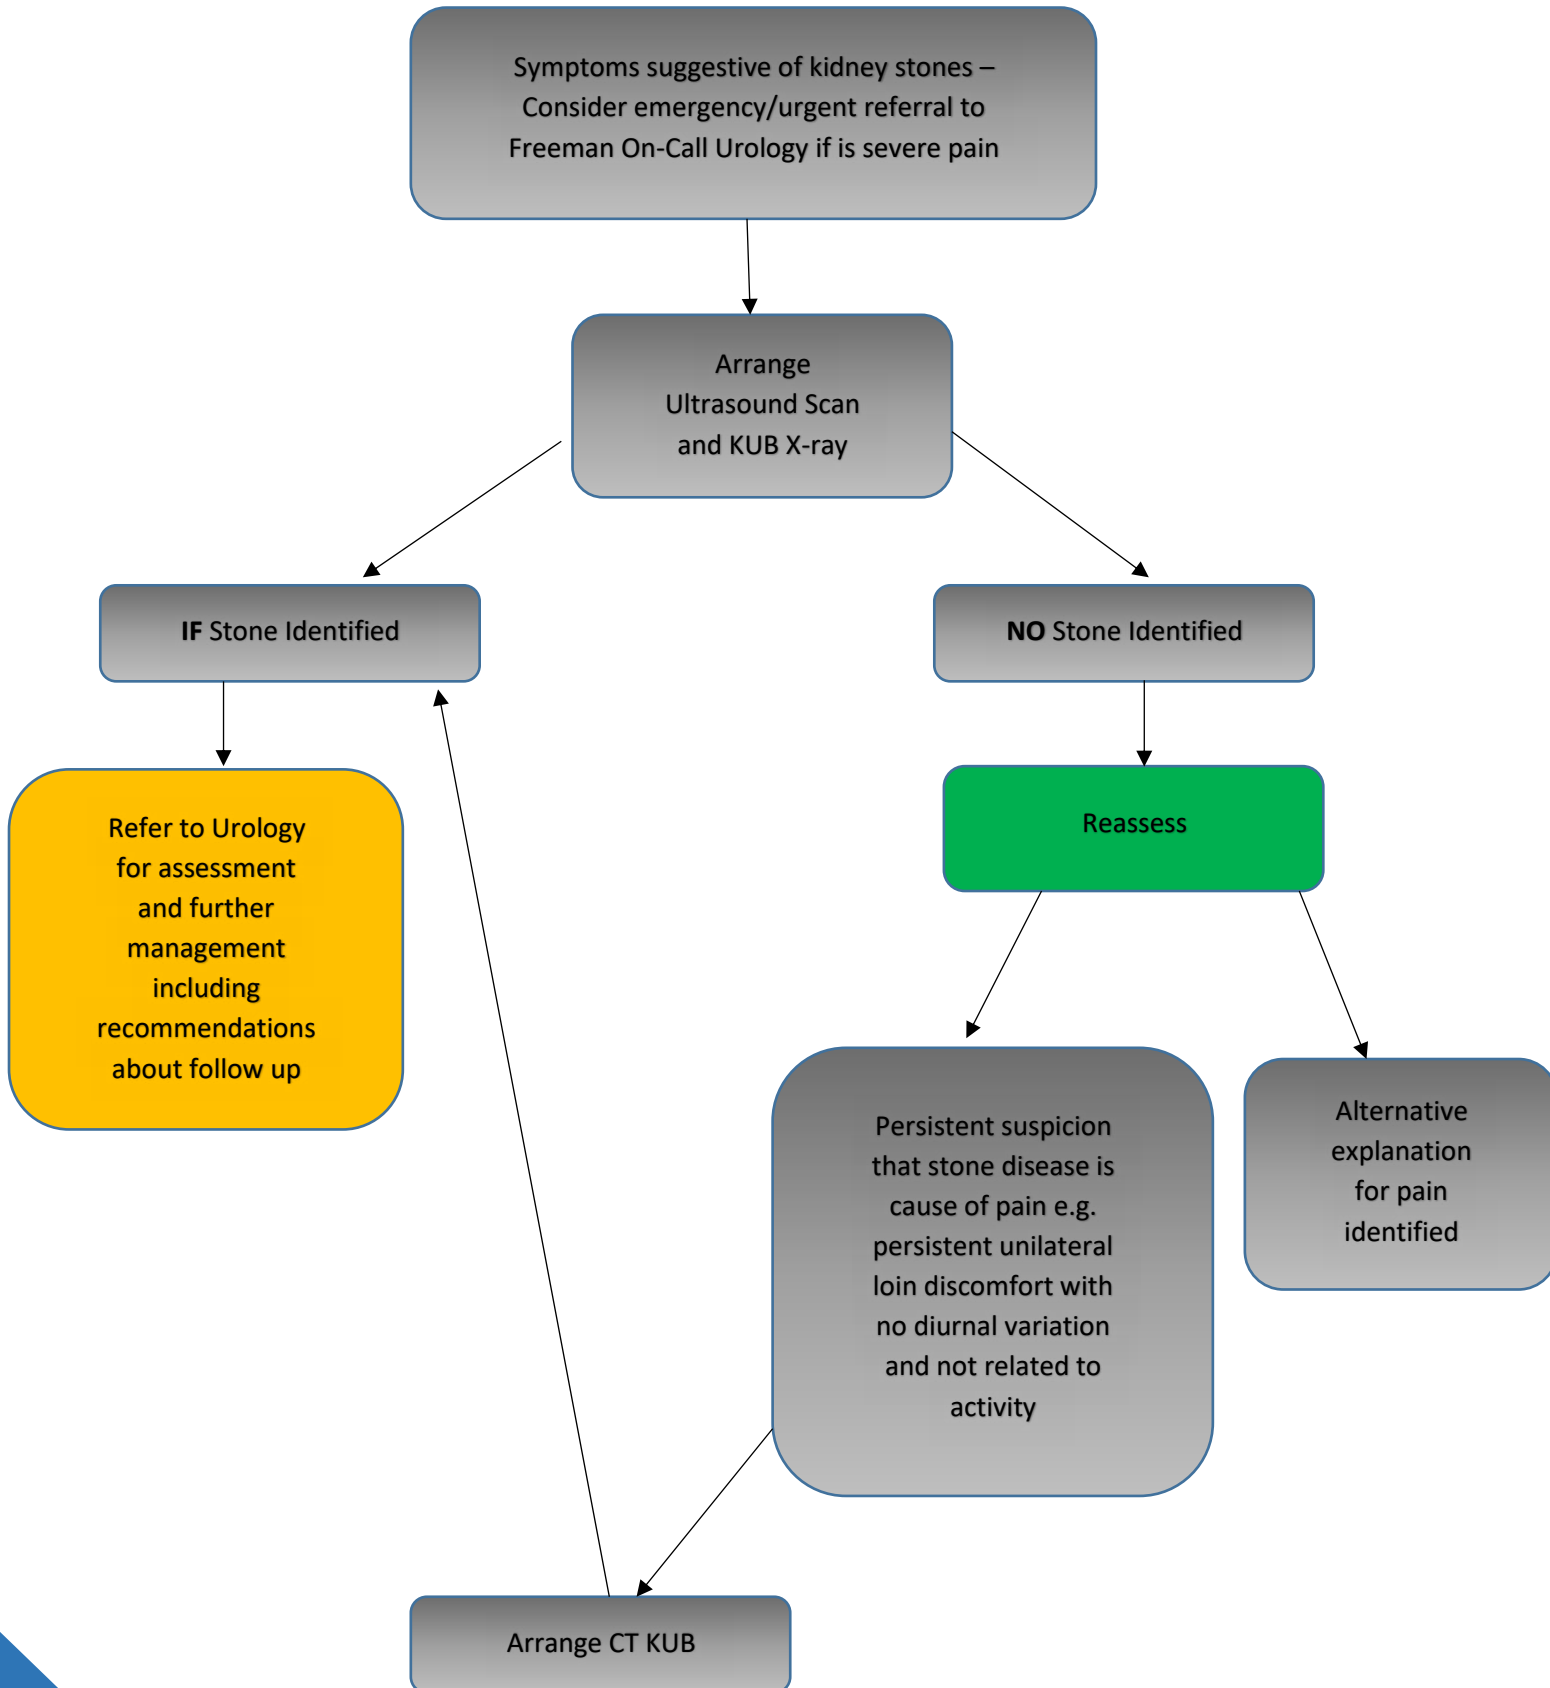 Symptoms suggestive of kidney stones –
Consider emergency/urgent referral to
Freeman On-Call Urology if is severe pain
Arrange
Ultrasound Scan
and KUB X-ray
IF Stone Identified
NO Stone Identified
Refer to Urology
for assessment
and further
management
including
recommendations
about follow up
Reassess
Persistent suspicion
that stone disease is
cause of pain e.g.
persistent unilateral
loin discomfort with
no diurnal variation
and not related to
activity
Alternative
explanation
for pain
identified
Arrange CT KUB